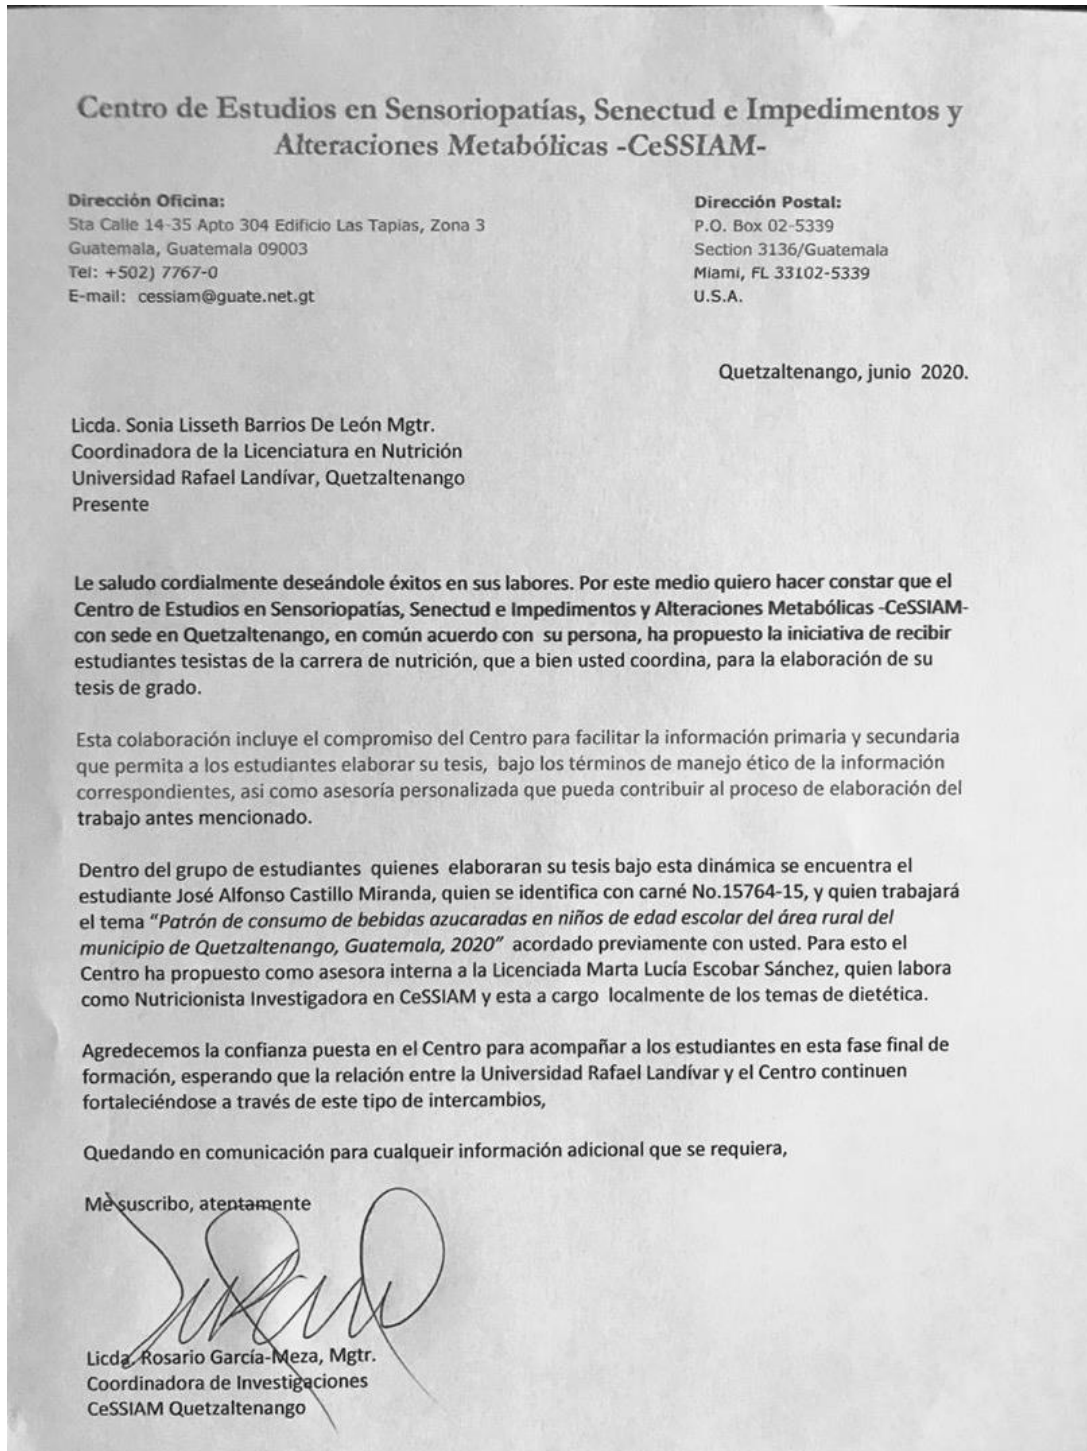 Centro de Estudios en Sensoriopatías, Senectud e Impedimentos y
Alteraciones Metabólicas -CeSSIAM-
Dirección Oficina:
5ta Calle 14-35 Apto 304 Edificio Las Tapias, Zona 3
Guatemala, Guatemala 09003
Tel: +502) 7767-0
E-mail: cessiam@guate.net.gt
Dirección Postal:
P.O. Box 02-5339
Section 3136/Guatemala
Miami, FL 33102-5339
U.S.A.
Quetzaltenango, junio 2020.
Licda. Sonia Lisseth Barrios De León Mgtr.
Coordinadora de la Licenciatura en Nutrición
Universidad Rafael Landívar, Quetzaltenango
Presente
Le saludo cordialmente deseándole éxitos en sus labores. Por este medio quiero hacer constar que el
Centro de Estudios en Sensoriopatías, Senectud e Impedimentos y Alteraciones Metabólicas -CeSSIAM-
con sede en Quetzaltenango, en común acuerdo con su persona, ha propuesto la iniciativa de recibir
estudiantes tesistas de la carrera de nutrición, que a bien usted coordina, para la elaboración de su
tesis de grado.
Esta colaboración incluye el compromiso del Centro para facilitar la información primaria y secundaria
que permita a los estudiantes elaborar su tesis, bajo los términos de manejo ético de la información
correspondientes, asi como asesoría personalizada que pueda contribuir al proceso de elaboración del
trabajo antes mencionado.
Dentro del grupo de estudiantes quienes elaboraran su tesis bajo esta dinámica se encuentra el
estudiante José Alfonso Castillo Miranda, quien se identifica con carné No.15764-15, y quien trabajará
el tema "Patrón de consumo de bebidas azucaradas en niños de edad escolar del área rural del
municipio de Quetzaltenango, Guatemala, 2020" acordado previamente con usted. Para esto el
Centro ha propuesto como asesora interna a la Licenciada Marta Lucía Escobar Sánchez, quien labora
como Nutricionista Investigadora en CeSSIAM y esta a cargo localmente de los temas de dietética.
Agredecemos la confianza puesta en el Centro para acompañar a los estudiantes en esta fase final de
formación, esperando que la relación entre la Universidad Rafael Landívar y el Centro continuen
fortaleciéndose a través de este tipo de intercambios,
Quedando en comunicación para cualqueir información adicional que se requiera,
Me suscribo, atentamente
Licda. Rosario García-Meza, Mgtr.
Coordinadora de Investigaciones
CeSSIAM Quetzaltenango